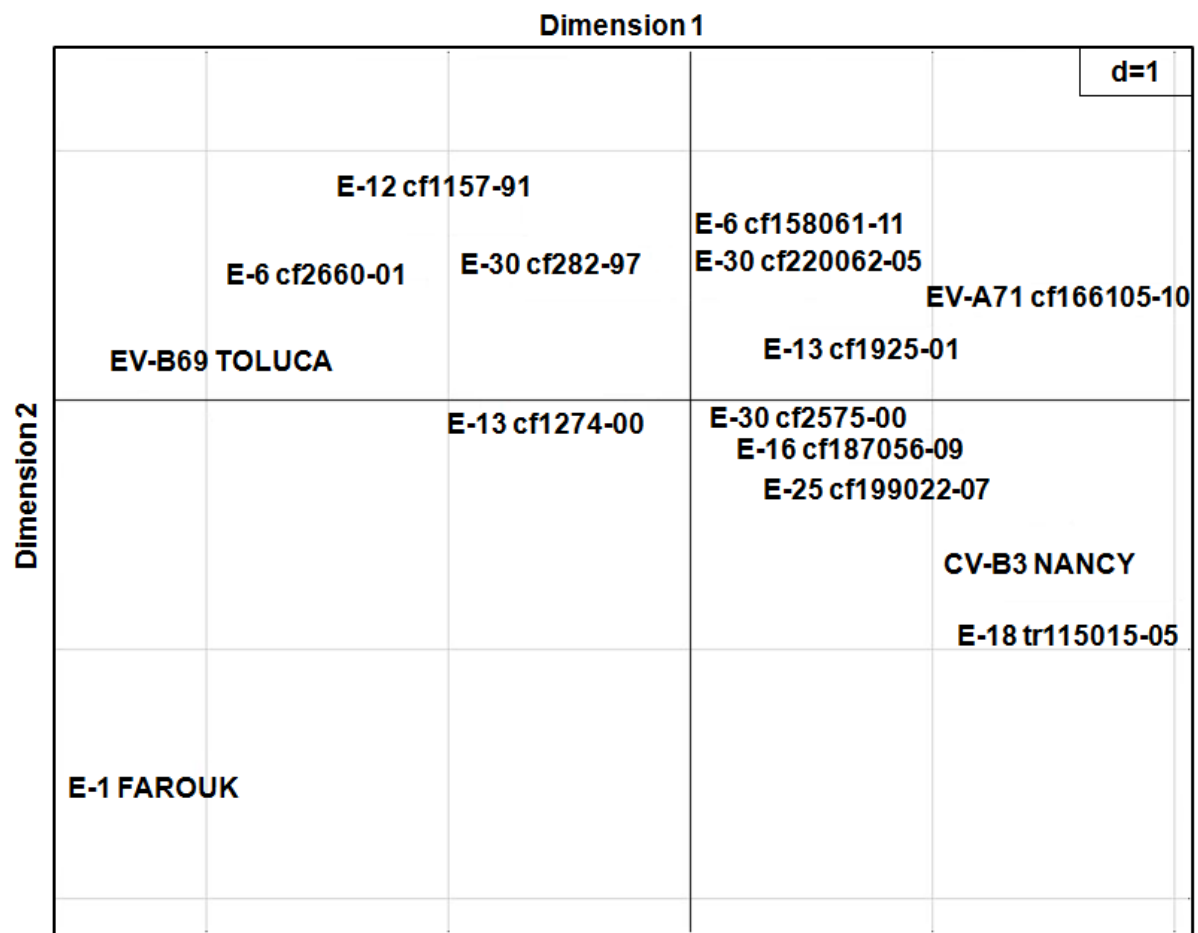 Dimension 1
d=1
E-12 cf1157-91
E-6 cf158061-11
E-30 cf220062-05
E-30 cf282-97
E-6 cf2660-01
EV-A71 cf166105-10
E-13 cf1925-01
EV-B69 TOLUCA
Dimension 2
E-13 cf1274-00
E-30 cf2575-00
E-16 cf187056-09
E-25 cf199022-07
CV-B3 NANCY
E-18 tr115015-05
E-1 FAROUK